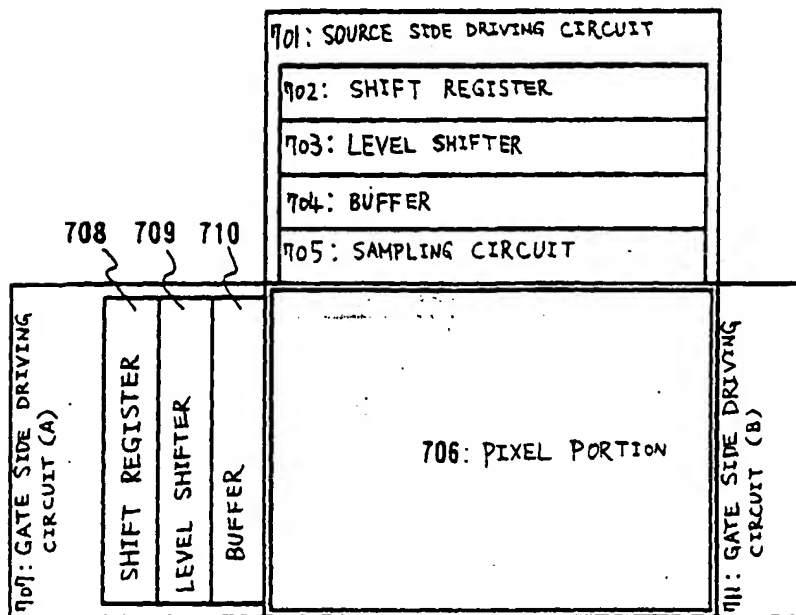 701: SOURCE SIDE DRIVING CIRCUIT
702: SHIFT REGISTER
703: LEVEL SHIFTER
704: BUFFER
705: SAMPLING CIRCUIT
708 709 710
707: GATE SIDE DRIVING
CIRCUIT (A)
SHIFT REGISTER
LEVEL SHIFTER
BUFFER
706: PIXEL PORTION
711: GATE SIDE DRIVING
CIRCUIT (B)